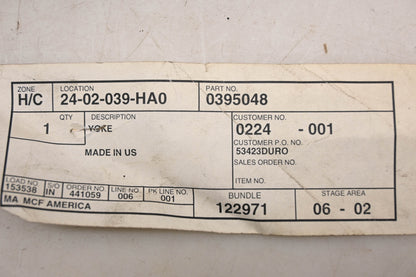 ZONE LOCATION PART NO.
H/C 24-02-039-HA0 0395048
QTY DESCRIPTION CUSTOMER NO.
1 YOKE 0224 -001
CUSTOMER P.O. NO.
MADE IN US 53423DURO
SALES ORDER NO.
ITEM NO.
LOAD NO. S/O ORDER NO. LINE NO. PK LINE NO. BUNDLE STAGE AREA
153538 IN 441059 006 001 122971 06 - 02
MA MCF AMERICA